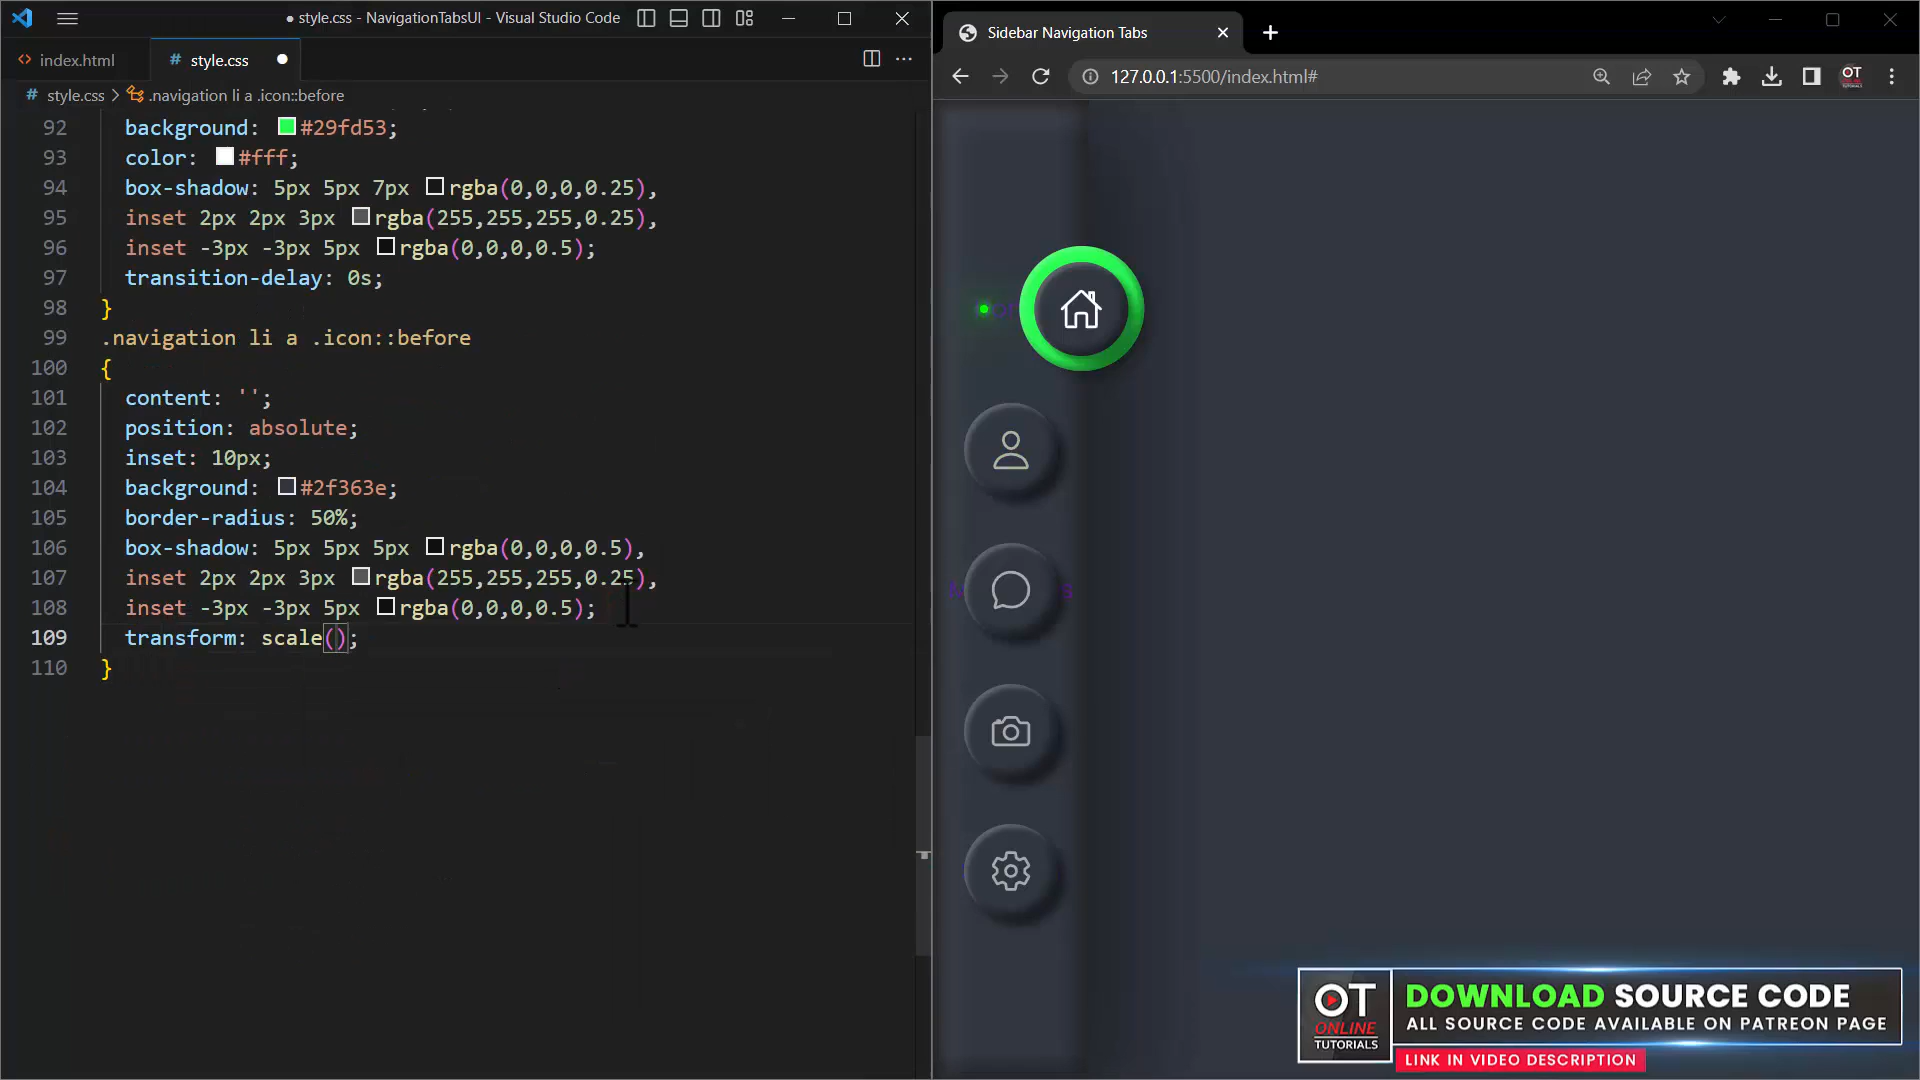 ● style.css - NavigationTabsUI - Visual Studio Code
<> index.html
# style.css ●
# style.css > .navigation li a .icon::before
92 background: #29fd53;
93 color: #fff;
94 box-shadow: 5px 5px 7px rgba(0,0,0,0.25),
95 inset 2px 2px 3px rgba(255,255,255,0.25),
96 inset -3px -3px 5px rgba(0,0,0,0.5);
97 transition-delay: 0s;
98 }
99 .navigation li a .icon::before
100 {
101 content: '';
102 position: absolute;
103 inset: 10px;
104 background: #2f363e;
105 border-radius: 50%;
106 box-shadow: 5px 5px 5px rgba(0,0,0,0.5),
107 inset 2px 2px 3px rgba(255,255,255,0.25),
108 inset -3px -3px 5px rgba(0,0,0,0.5);
109 transform: scale();
110 }
Sidebar Navigation Tabs
127.0.0.1:5500/index.html#
OT
OT
ONLINE
TUTORIALS
DOWNLOAD SOURCE CODE
ALL SOURCE CODE AVAILABLE ON PATREON PAGE
LINK IN VIDEO DESCRIPTION